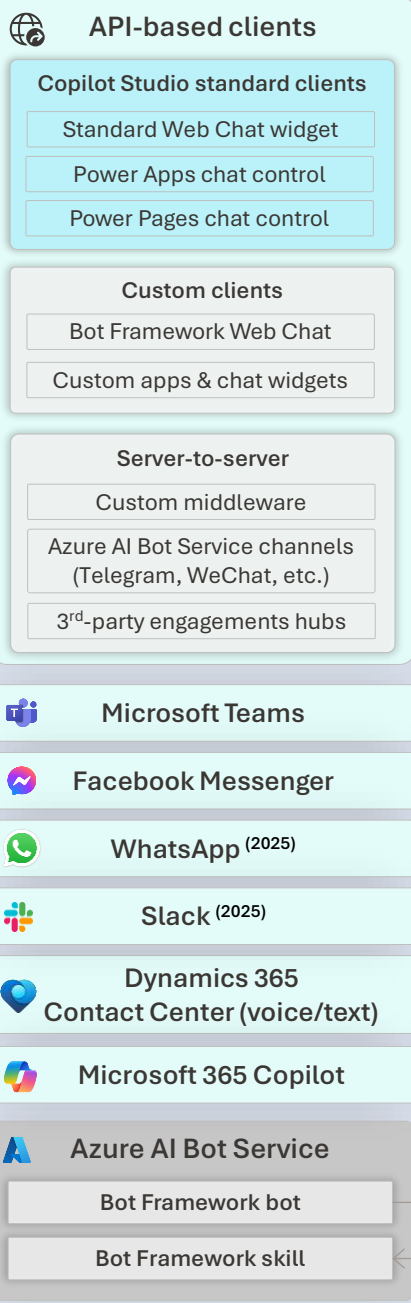 API-based clients
Copilot Studio standard clients
Standard Web Chat widget
Power Apps chat control
Power Pages chat control
Custom clients
Bot Framework Web Chat
Custom apps & chat widgets
Server-to-server
Custom middleware
Azure AI Bot Service channels
(Telegram, WeChat, etc.)
3rd-party engagements hubs
Microsoft Teams
Facebook Messenger
WhatsApp (2025)
Slack (2025)
Dynamics 365
Contact Center (voice/text)
Microsoft 365 Copilot
Azure AI Bot Service
Bot Framework bot
Bot Framework skill